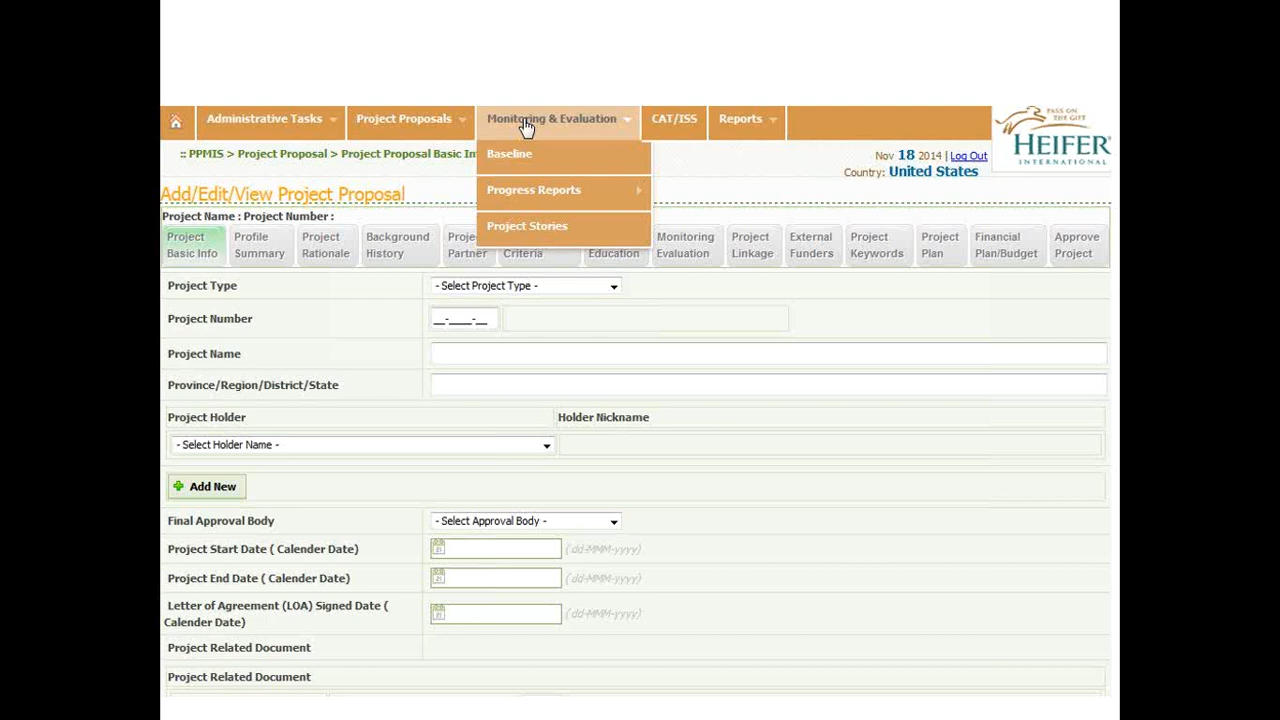 Administrative Tasks Project Proposals Monitoring & Evaluation CAT/ISS Reports
PASS ON THE GIFT
HEIFER
INTERNATIONAL
Baseline
Progress Reports
Project Stories
:: PPMIS > Project Proposal > Project Proposal Basic
Nov 18 2014 | Log Out
Country: United States
Add/Edit/View Project Proposal
Project Name : Project Number :
Project Basic Info
Profile Summary
Project Rationale
Background History
Partner
Criteria
Education
Monitoring Evaluation
Project Linkage
External Funders
Project Keywords
Project Plan
Financial Plan/Budget
Approve Project
Project Type - Select Project Type -
Project Number __-____-__
Project Name
Province/Region/District/State
Project Holder Holder Nickname
- Select Holder Name -
Add New
Final Approval Body - Select Approval Body -
Project Start Date ( Calender Date) (dd-MMM-yyyy)
Project End Date ( Calender Date) (dd-MMM-yyyy)
Letter of Agreement (LOA) Signed Date (
Calender Date) (dd-MMM-yyyy)
Project Related Document
Project Related Document